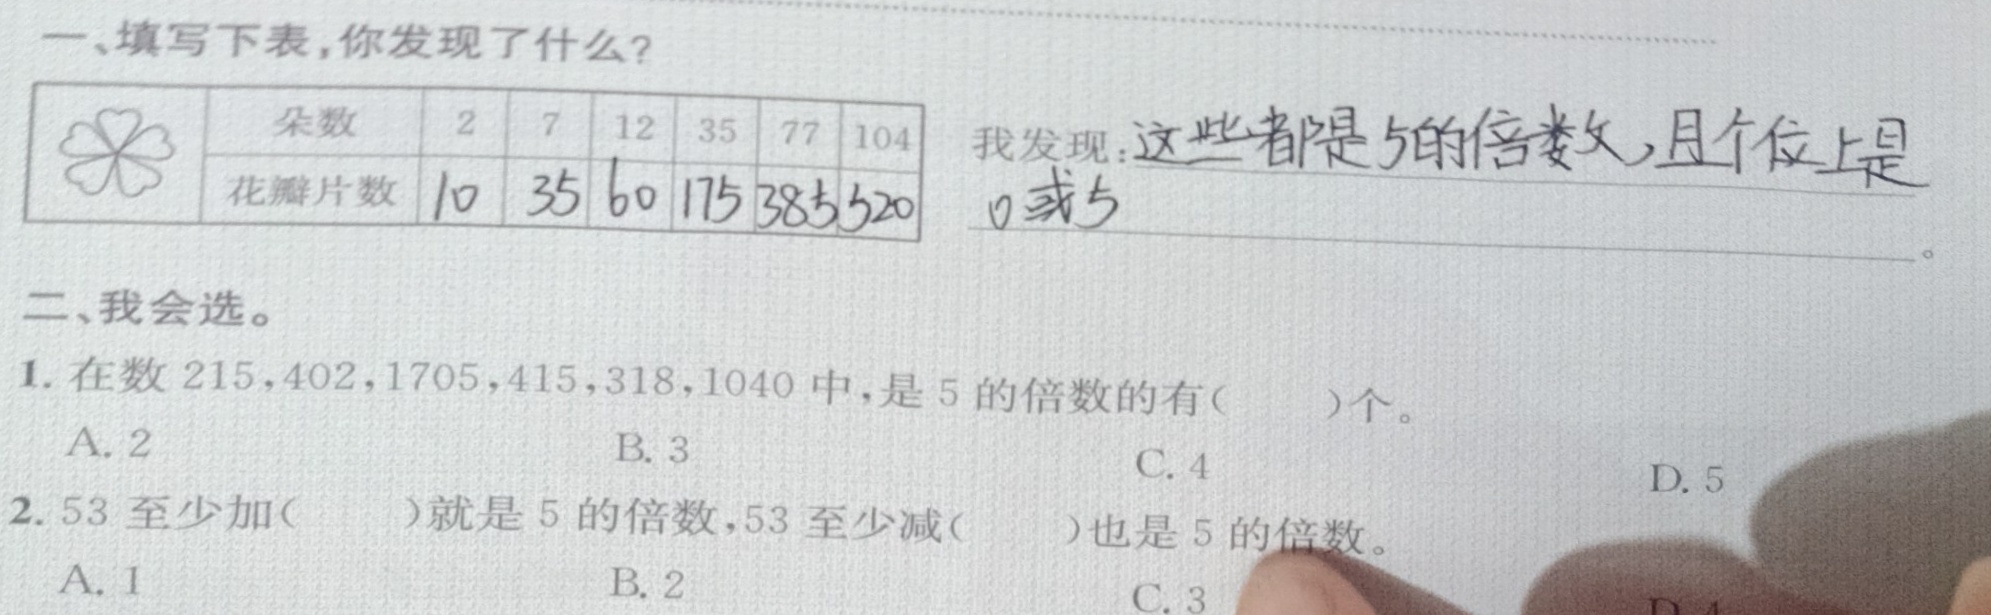 一、填写下表,你发现了什么?
朵数 2 7 12 35 77 104
花瓣片数 10 35 60 175 385 520
我发现:这些都是5的倍数,且个位上是
0或5。
二、我会选。
1. 在数 215,402,1705,415,318,1040 中,是 5 的倍数的有( )个。
A. 2 B. 3 C. 4 D. 5
2. 53 至少加( )就是 5 的倍数,53 至少减( )也是 5 的倍数。
A. 1 B. 2 C. 3